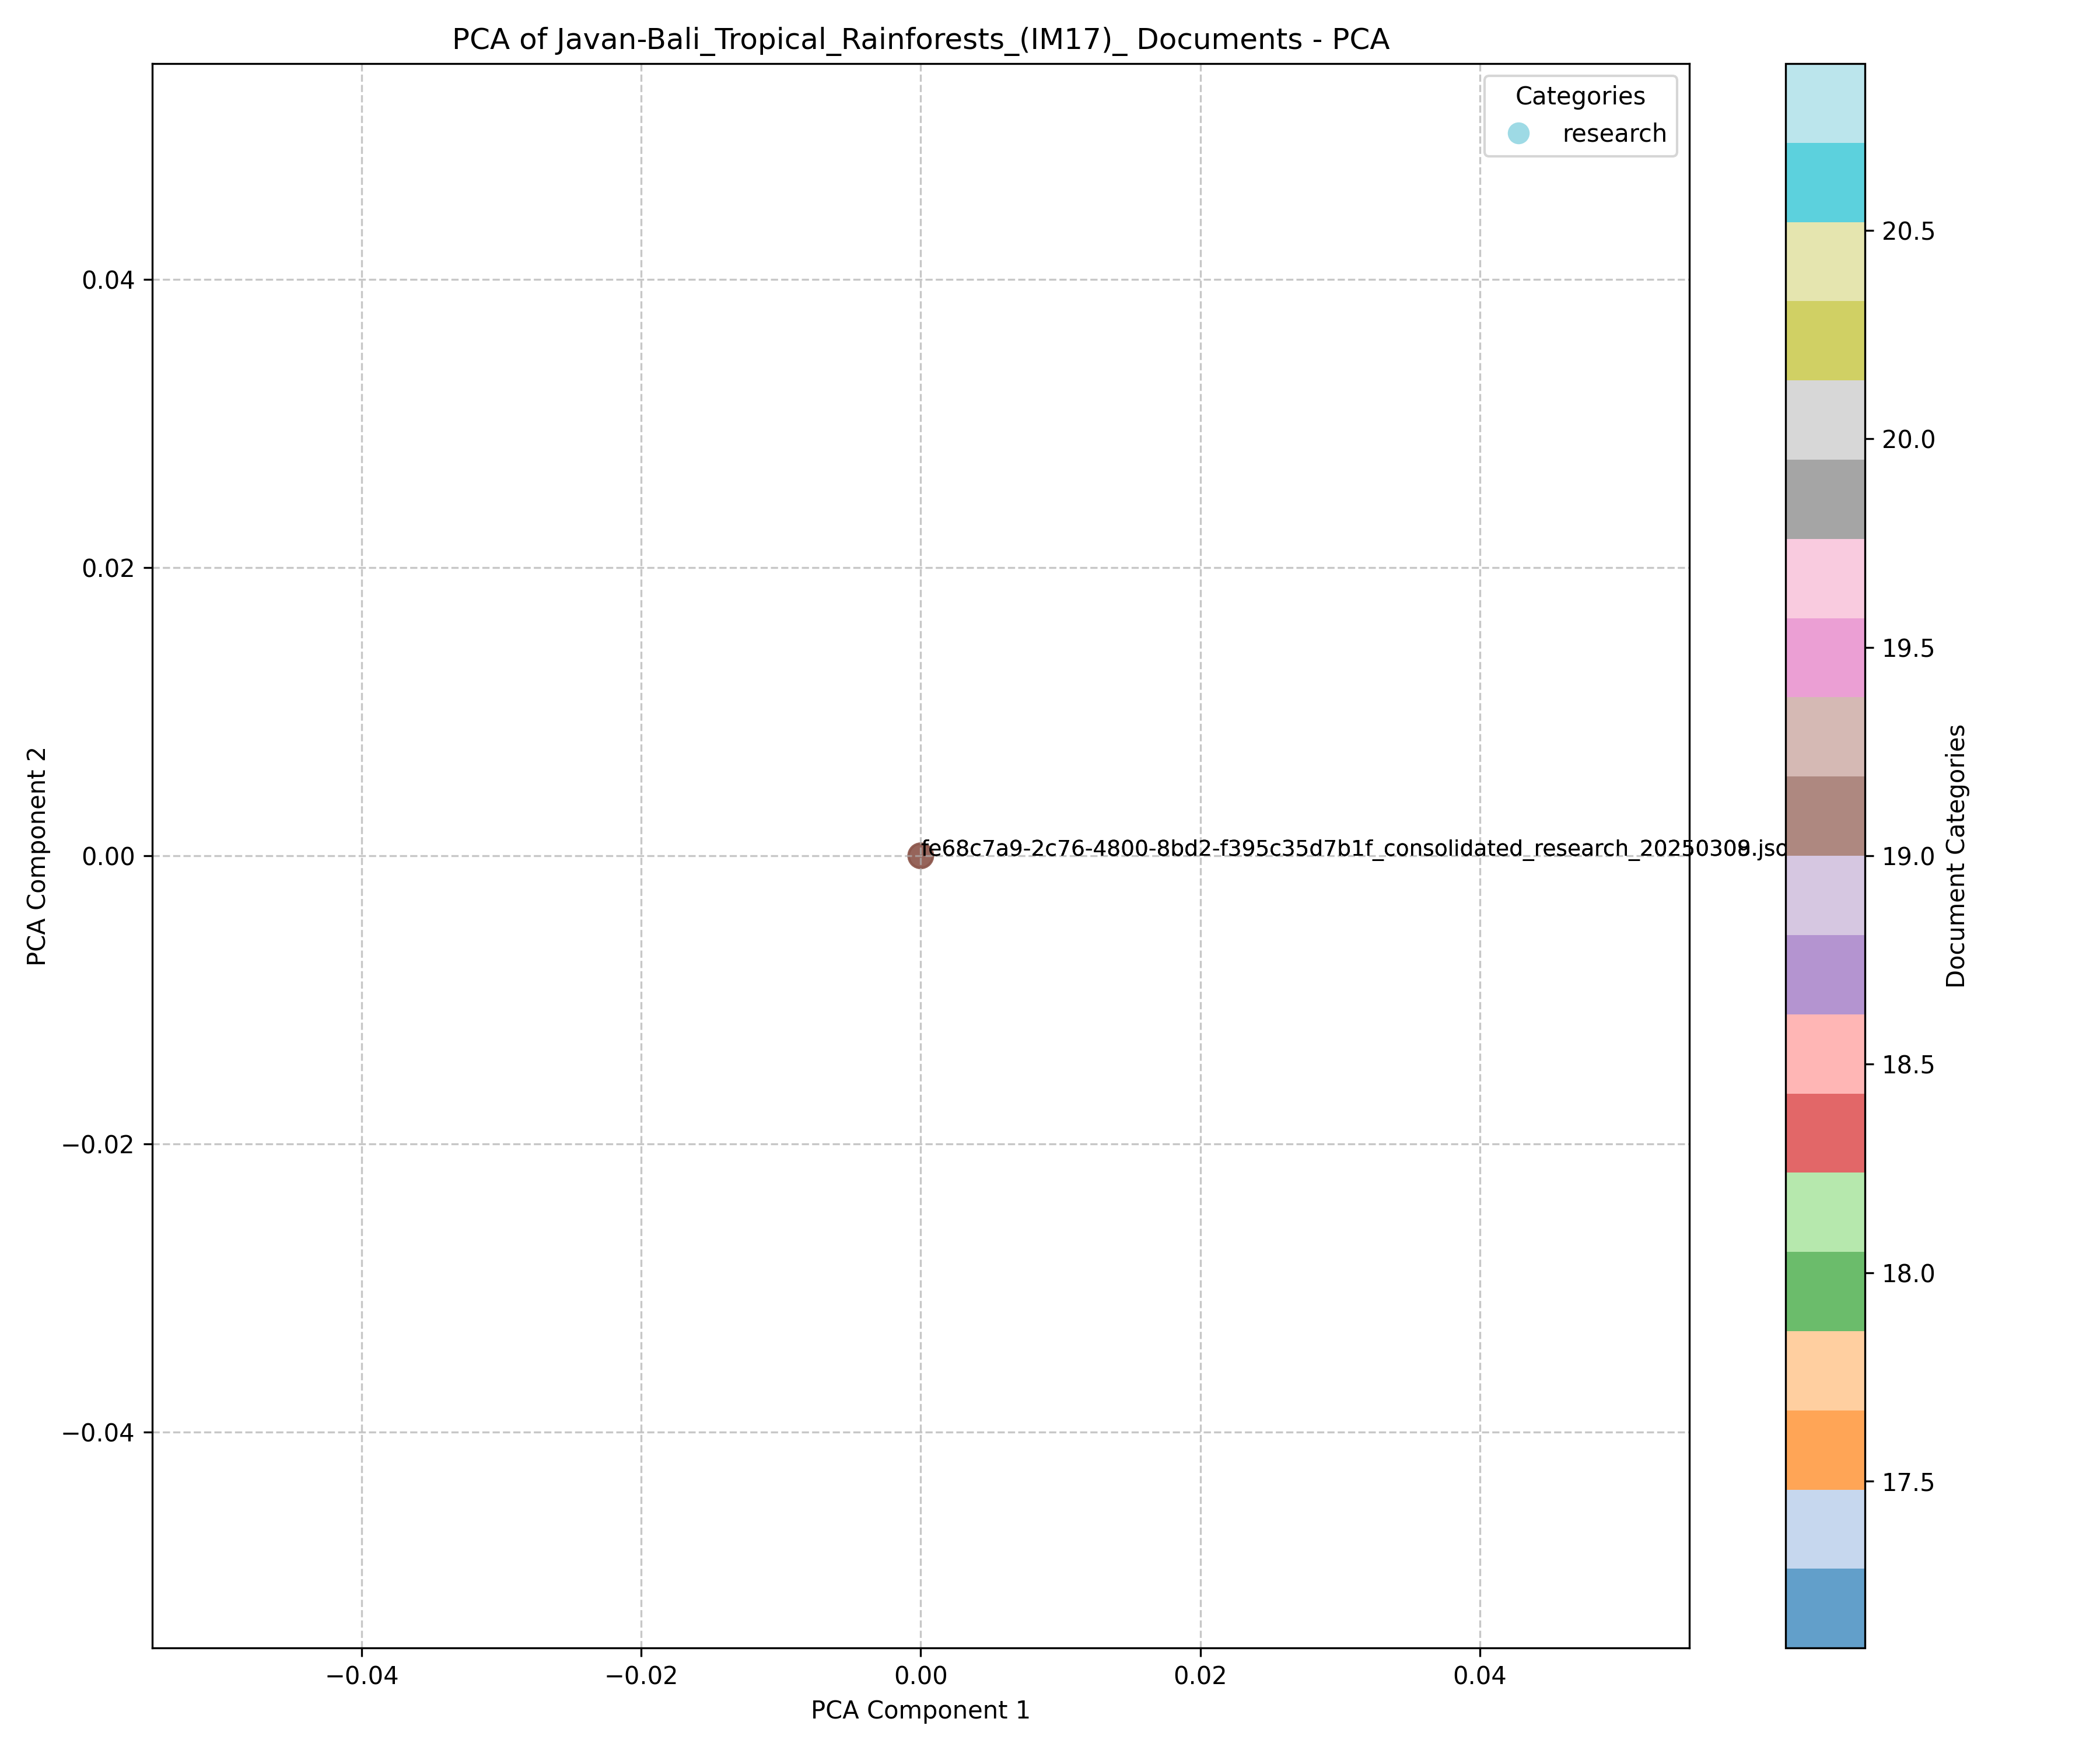 PCA of Javan-Bali_Tropical_Rainforests_(IM17)_ Documents - PCA
Categories
research
0.04
0.02
0.00
−0.02
−0.04
PCA Component 2
fe68c7a9-2c76-4800-8bd2-f395c35d7b1f_consolidated_research_20250309.jso
−0.04
−0.02
0.00
0.02
0.04
PCA Component 1
20.5
20.0
19.5
19.0
18.5
18.0
17.5
Document Categories